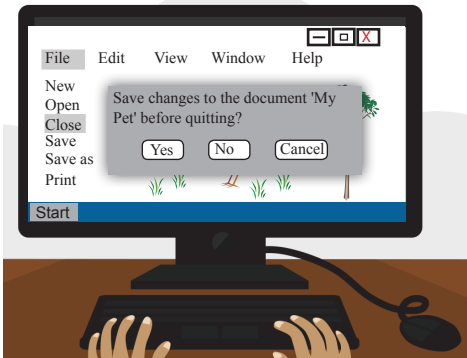 X
File Edit View Window Help
New
Open
Close
Save
Save as
Print
Save changes to the document 'My
Pet' before quitting?
Yes No Cancel
Start